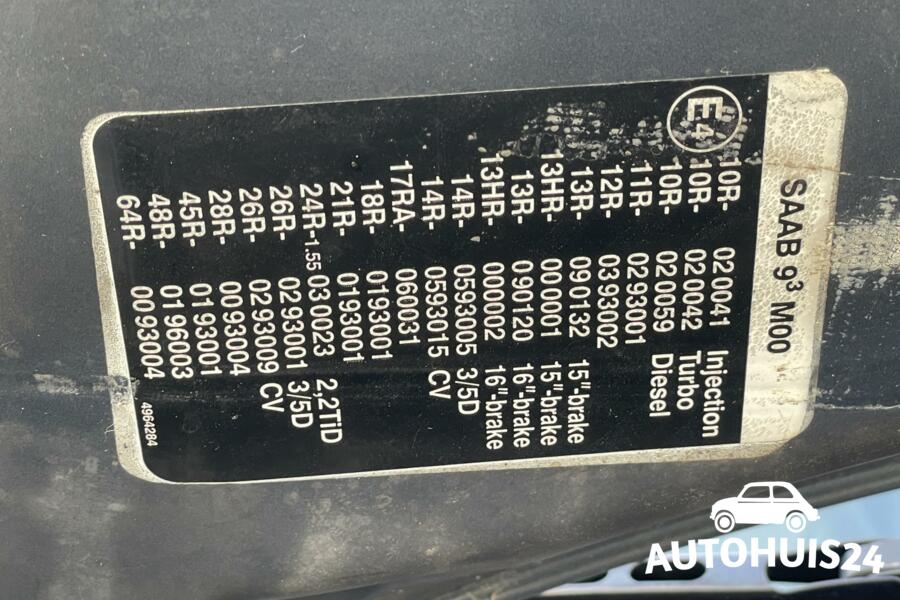 SAAB 9³ M00
E4
10R- 020041 Injection
10R- 020042 Turbo
10R- 020059 Diesel
11R- 0293001
12R- 0393002
13R- 090132 15"-brake
13HR- 000001 15"-brake
13R- 090120 16"-brake
13HR- 000002 16"-brake
14R- 0593005 3/5D
14R- 0593015 CV
17RA- 060031
18R- 0193001
21R- 0193001
24R-1.55 030023 2,2TiD
26R- 0293001 3/5D
26R- 0293009 CV
28R- 0093004
45R- 0193001
48R- 0196003
64R- 0093004
4964284
AUTOHUIS24